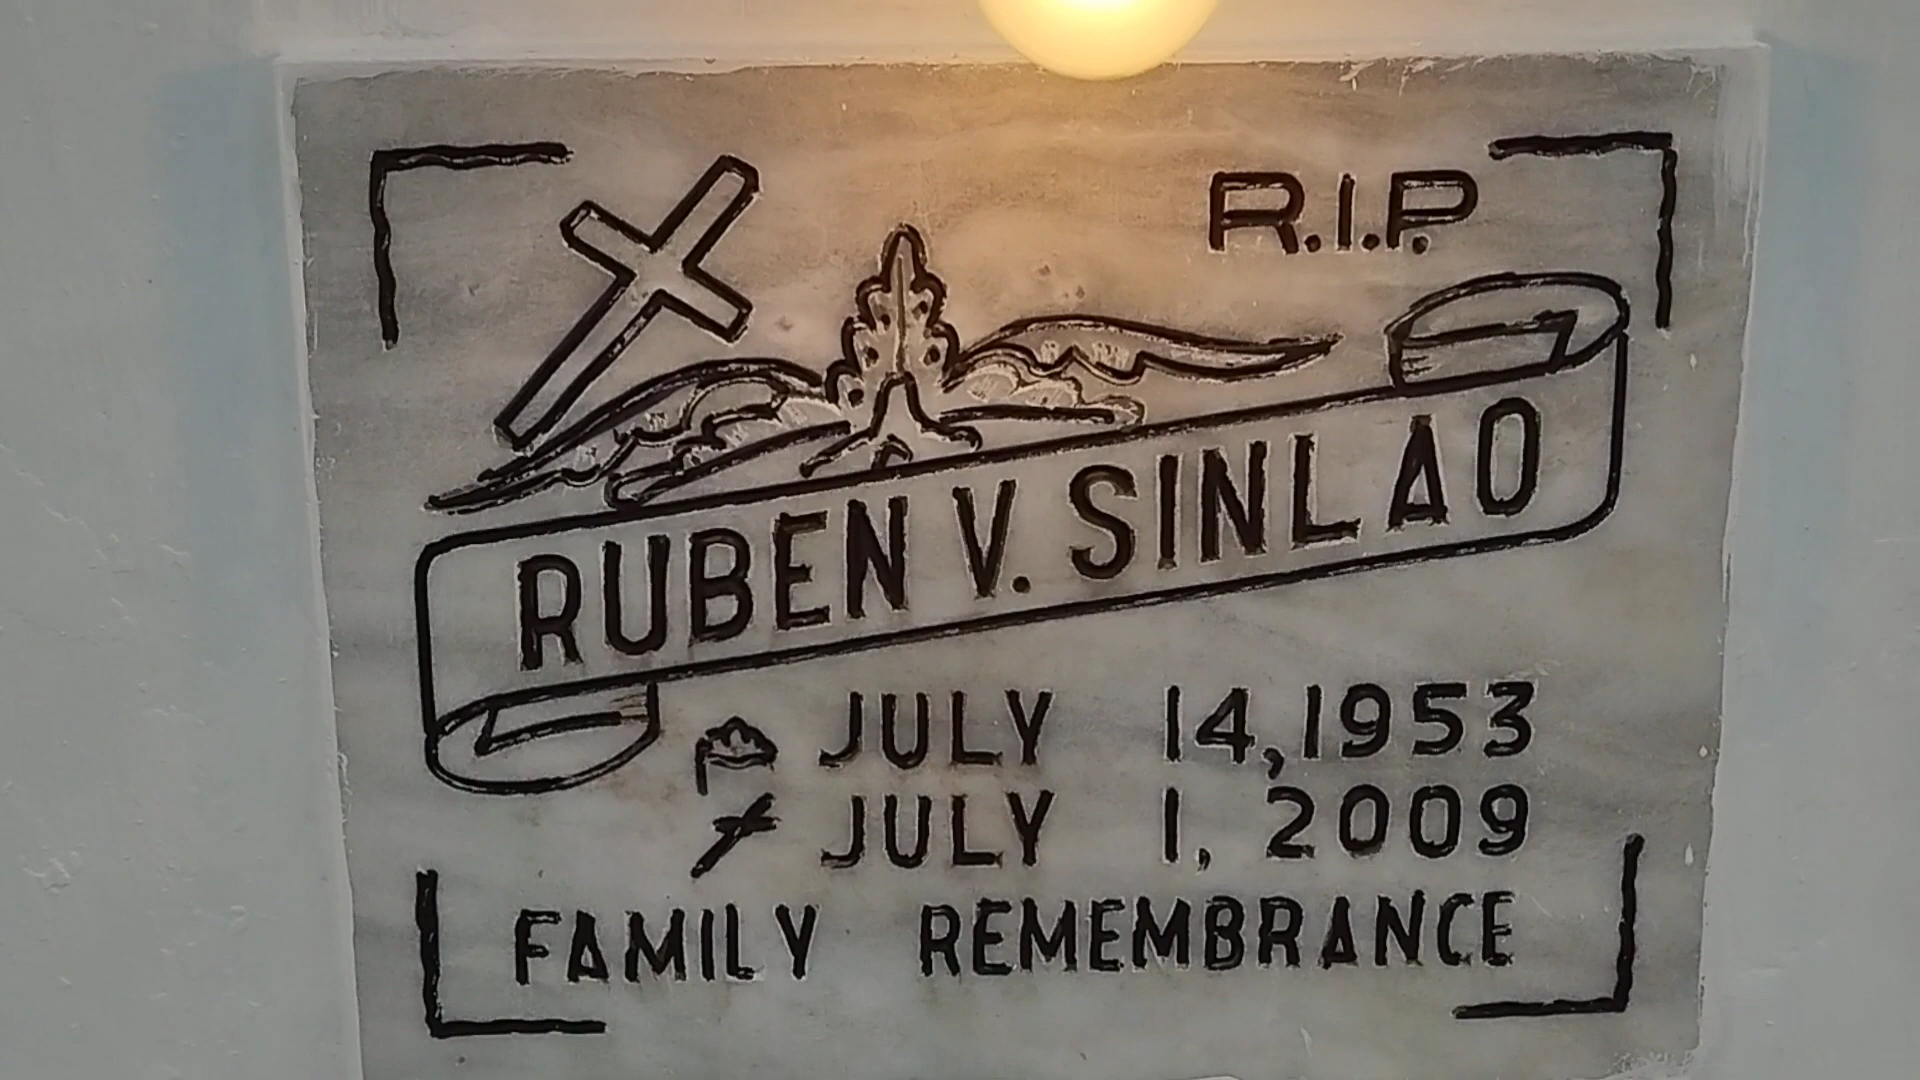 R.I.P.
RUBEN V. SINLAO
JULY 14, 1953
JULY 1, 2009
FAMILY REMEMBRANCE